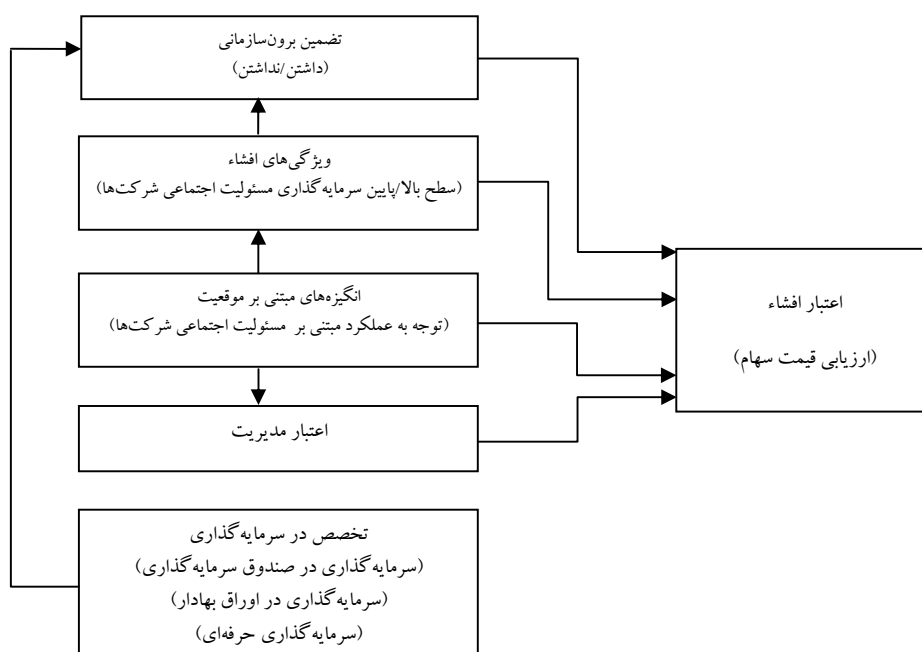 تضمین برون‌سازمانی
(داشتن/نداشتن)
ویژگی‌های افشاء
(سطح بالا/پایین سرمایه‌گذاری مسئولیت اجتماعی شرکت‌ها)
انگیزه‌های مبتنی بر موقعیت
(توجه به عملکرد مبتنی بر مسئولیت اجتماعی شرکت‌ها)
اعتبار مدیریت
تخصص در سرمایه‌گذاری
(سرمایه‌گذاری در صندوق سرمایه‌گذاری)
(سرمایه‌گذاری در اوراق بهادار)
(سرمایه‌گذاری حرفه‌ای)
اعتبار افشاء
(ارزیابی قیمت سهام)